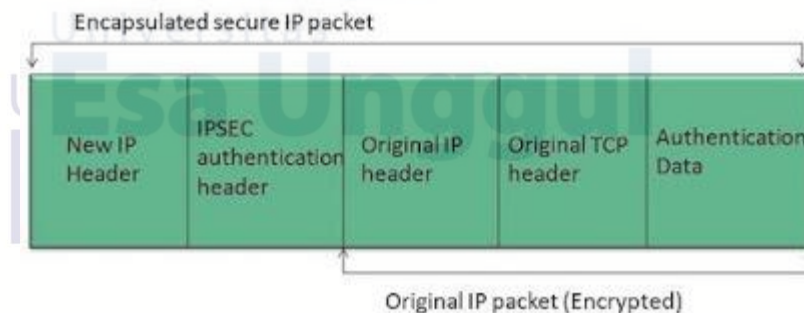 Encapsulated secure IP packet
Universitas
Esa Unggul
New IP
Header
IPSEC
authentication
header
Original IP
header
Original TCP
header
Authentication
Data
Original IP packet (Encrypted)